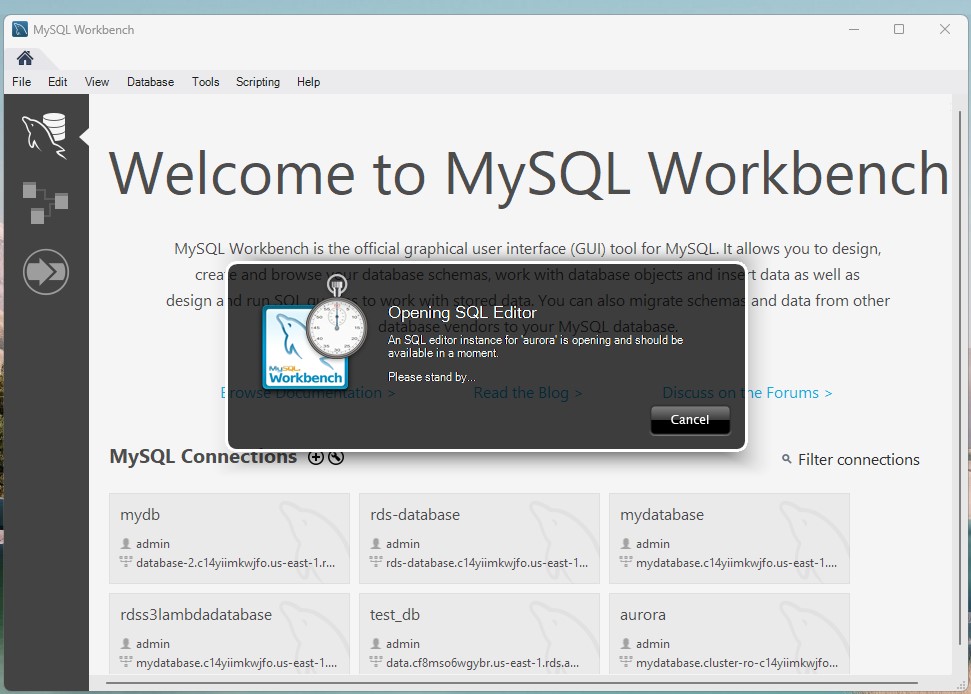 MySQL Workbench
File Edit View Database Tools Scripting Help
Welcome to MySQL Workbench
MySQL Workbench is the official graphical user interface (GUI) tool for MySQL. It allows you to design,
create and browse your database schemas, work with database objects and insert data as well as
design and run SQL queries to work with stored data. You can also migrate schemas and data from other
database vendors to your MySQL database.
Opening SQL Editor
An SQL editor instance for 'aurora' is opening and should be
available in a moment.
Please stand by...
MySQL
Workbench
Cancel
Browse Documentation >
Read the Blog >
Discuss on the Forums >
MySQL Connections
Filter connections
mydb
admin
database-2.c14yiimkwjfo.us-east-1.r...
rds-database
admin
rds-database.c14yiimkwjfo.us-east-1...
mydatabase
admin
mydatabase.c14yiimkwjfo.us-east-1....
rdss3lambdadatabase
admin
mydatabase.c14yiimkwjfo.us-east-1....
test_db
admin
data.cf8mso6wgybr.us-east-1.rds.a...
aurora
admin
mydatabase.cluster-ro-c14yiimkwjfo...